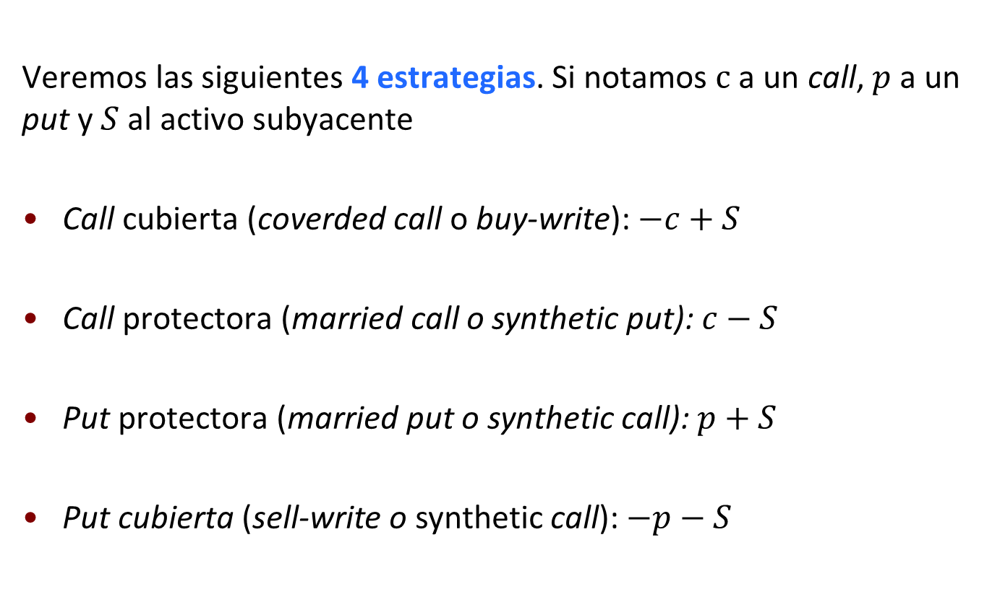 Veremos las siguientes 4 estrategias. Si notamos c a un call, p a un
put y S al activo subyacente
• Call cubierta (coverded call o buy-write): −c + S
• Call protectora (married call o synthetic put): c − S
• Put protectora (married put o synthetic call): p + S
• Put cubierta (sell-write o synthetic call): −p − S